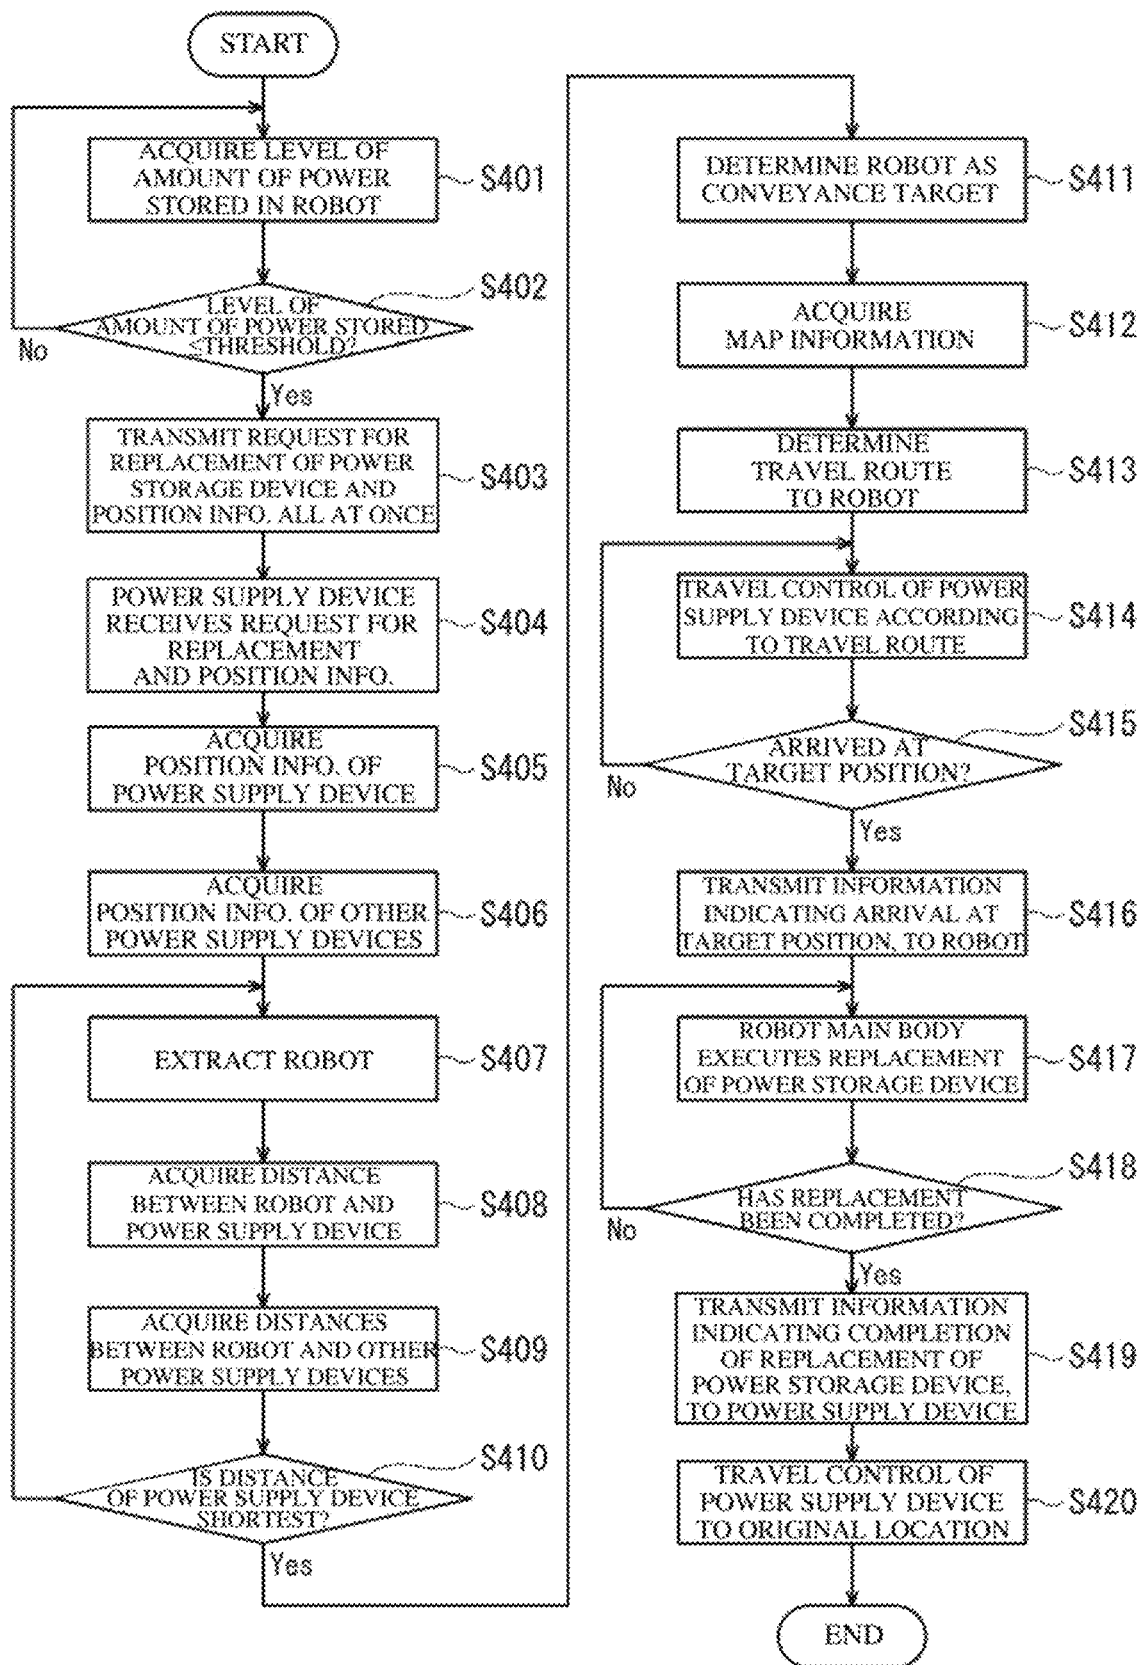 START
ACQUIRE LEVEL OF
AMOUNT OF POWER
STORED IN ROBOT
S401
S402
LEVEL OF
AMOUNT OF POWER STORED
≤THRESHOLD?
No
Yes
TRANSMIT REQUEST FOR
REPLACEMENT OF POWER
STORAGE DEVICE AND
POSITION INFO. ALL AT ONCE
S403
POWER SUPPLY DEVICE
RECEIVES REQUEST FOR
REPLACEMENT
AND POSITION INFO.
S404
ACQUIRE
POSITION INFO. OF
POWER SUPPLY DEVICE
S405
ACQUIRE
POSITION INFO. OF OTHER
POWER SUPPLY DEVICES
S406
EXTRACT ROBOT
S407
ACQUIRE DISTANCE
BETWEEN ROBOT AND
POWER SUPPLY DEVICE
S408
ACQUIRE DISTANCES
BETWEEN ROBOT AND OTHER
POWER SUPPLY DEVICES
S409
S410
IS DISTANCE
OF POWER SUPPLY DEVICE
SHORTEST?
Yes
DETERMINE ROBOT AS
CONVEYANCE TARGET
S411
ACQUIRE
MAP INFORMATION
S412
DETERMINE
TRAVEL ROUTE
TO ROBOT
S413
TRAVEL CONTROL OF POWER
SUPPLY DEVICE ACCORDING
TO TRAVEL ROUTE
S414
S415
ARRIVED AT
TARGET POSITION?
No
Yes
TRANSMIT INFORMATION
INDICATING ARRIVAL AT
TARGET POSITION, TO ROBOT
S416
ROBOT MAIN BODY
EXECUTES REPLACEMENT
OF POWER STORAGE DEVICE
S417
S418
HAS REPLACEMENT
BEEN COMPLETED?
No
Yes
TRANSMIT INFORMATION
INDICATING COMPLETION
OF REPLACEMENT OF
POWER STORAGE DEVICE,
TO POWER SUPPLY DEVICE
S419
TRAVEL CONTROL OF
POWER SUPPLY DEVICE
TO ORIGINAL LOCATION
S420
END